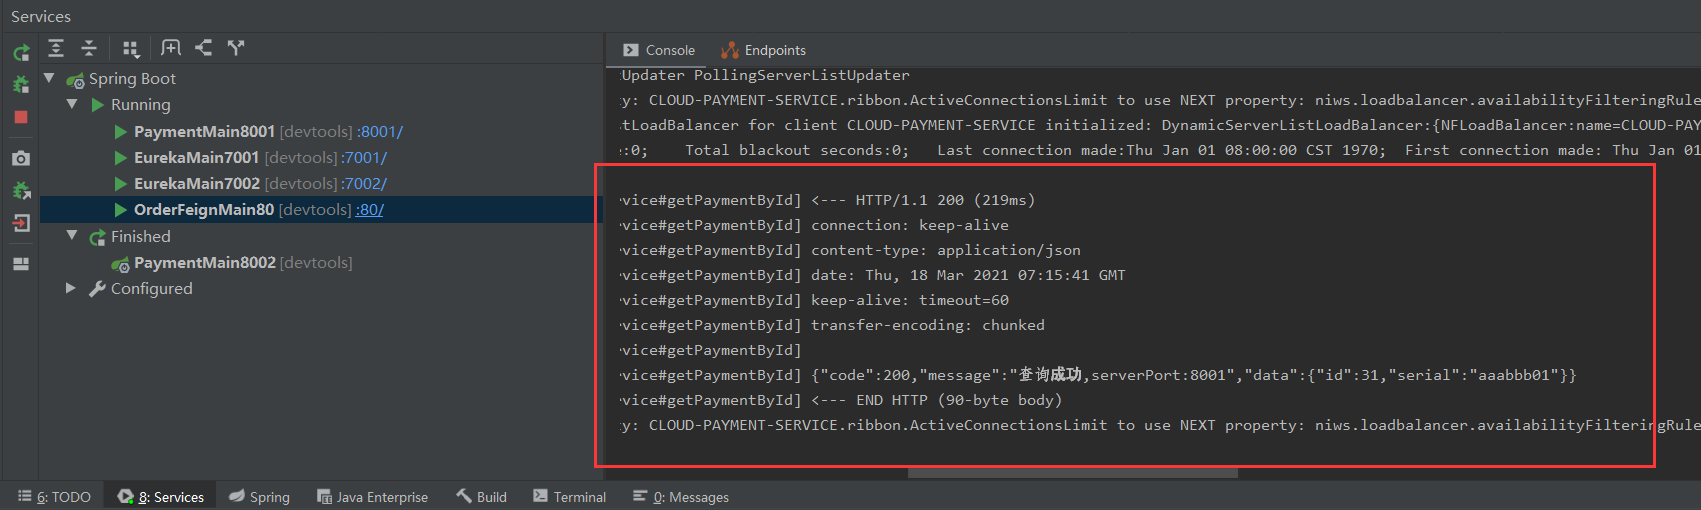 Services
Console
Endpoints
Spring Boot
Running
PaymentMain8001 [devtools] :8001/
EurekaMain7001 [devtools] :7001/
EurekaMain7002 [devtools] :7002/
OrderFeignMain80 [devtools] :80/
Finished
PaymentMain8002 [devtools]
Configured
:Updater PollingServerListUpdater
:y: CLOUD-PAYMENT-SERVICE.ribbon.ActiveConnectionsLimit to use NEXT property: niws.loadbalancer.availabilityFilteringRule
stLoadBalancer for client CLOUD-PAYMENT-SERVICE initialized: DynamicServerListLoadBalancer:{NFLoadBalancer:name=CLOUD-PAY
e:0;    Total blackout seconds:0;   Last connection made:Thu Jan 01 08:00:00 CST 1970;  First connection made: Thu Jan 01
vice#getPaymentById] <--- HTTP/1.1 200 (219ms)
vice#getPaymentById] connection: keep-alive
vice#getPaymentById] content-type: application/json
vice#getPaymentById] date: Thu, 18 Mar 2021 07:15:41 GMT
vice#getPaymentById] keep-alive: timeout=60
vice#getPaymentById] transfer-encoding: chunked
vice#getPaymentById]
vice#getPaymentById] {"code":200,"message":"查询成功,serverPort:8001","data":{"id":31,"serial":"aaabbb01"}}
vice#getPaymentById] <--- END HTTP (90-byte body)
:y: CLOUD-PAYMENT-SERVICE.ribbon.ActiveConnectionsLimit to use NEXT property: niws.loadbalancer.availabilityFilteringRule
6: TODO
8: Services
Spring
Java Enterprise
Build
Terminal
0: Messages